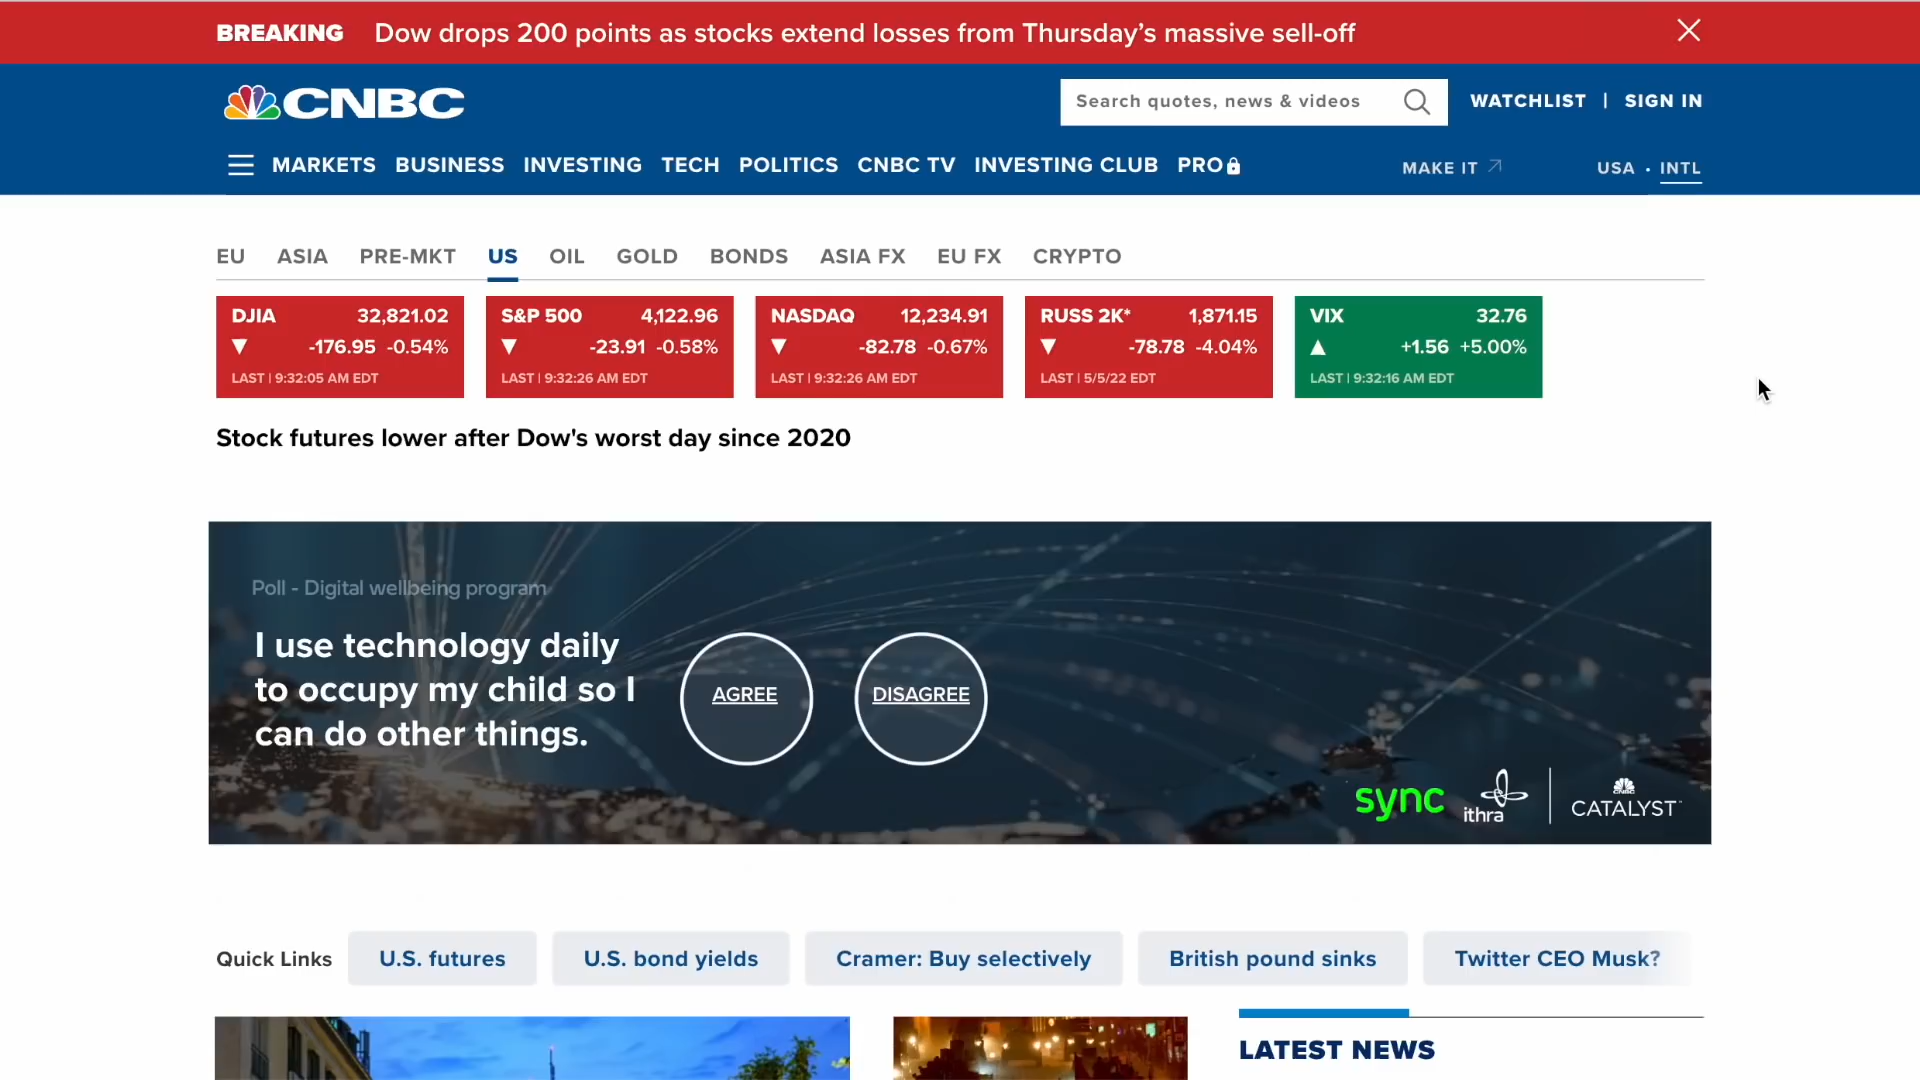 BREAKING Dow drops 200 points as stocks extend losses from Thursday’s massive sell-off
CNBC
Search quotes, news & videos
WATCHLIST | SIGN IN
MARKETS BUSINESS INVESTING TECH POLITICS CNBC TV INVESTING CLUB PRO
MAKE IT
USA • INTL
EU ASIA PRE-MKT US OIL GOLD BONDS ASIA FX EU FX CRYPTO
DJIA 32,821.02
▼ -176.95 -0.54%
LAST | 9:32:05 AM EDT
S&P 500 4,122.96
▼ -23.91 -0.58%
LAST | 9:32:26 AM EDT
NASDAQ 12,234.91
▼ -82.78 -0.67%
LAST | 9:32:26 AM EDT
RUSS 2K* 1,871.15
▼ -78.78 -4.04%
LAST | 5/5/22 EDT
VIX 32.76
▲ +1.56 +5.00%
LAST | 9:32:16 AM EDT
Stock futures lower after Dow's worst day since 2020
Poll - Digital wellbeing program
I use technology daily
to occupy my child so I
can do other things.
AGREE
DISAGREE
sync
ithra
CNBC
CATALYST
Quick Links
U.S. futures
U.S. bond yields
Cramer: Buy selectively
British pound sinks
Twitter CEO Musk?
LATEST NEWS